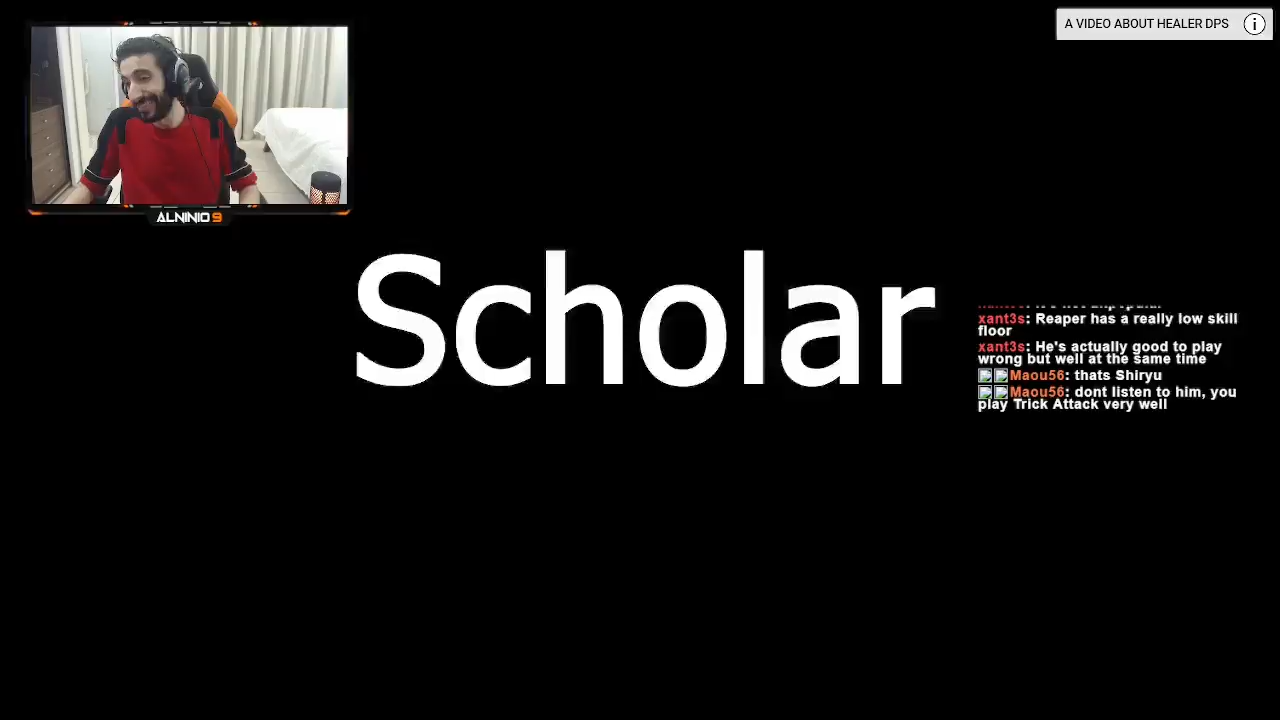 A VIDEO ABOUT HEALER DPS
ALNINIO 9
Scholar
xant3s: Reaper has a really low skill
floor
xant3s: He's actually good to play
wrong but well at the same time
Maou56: thats Shiryu
Maou56: dont listen to him, you
play Trick Attack very well